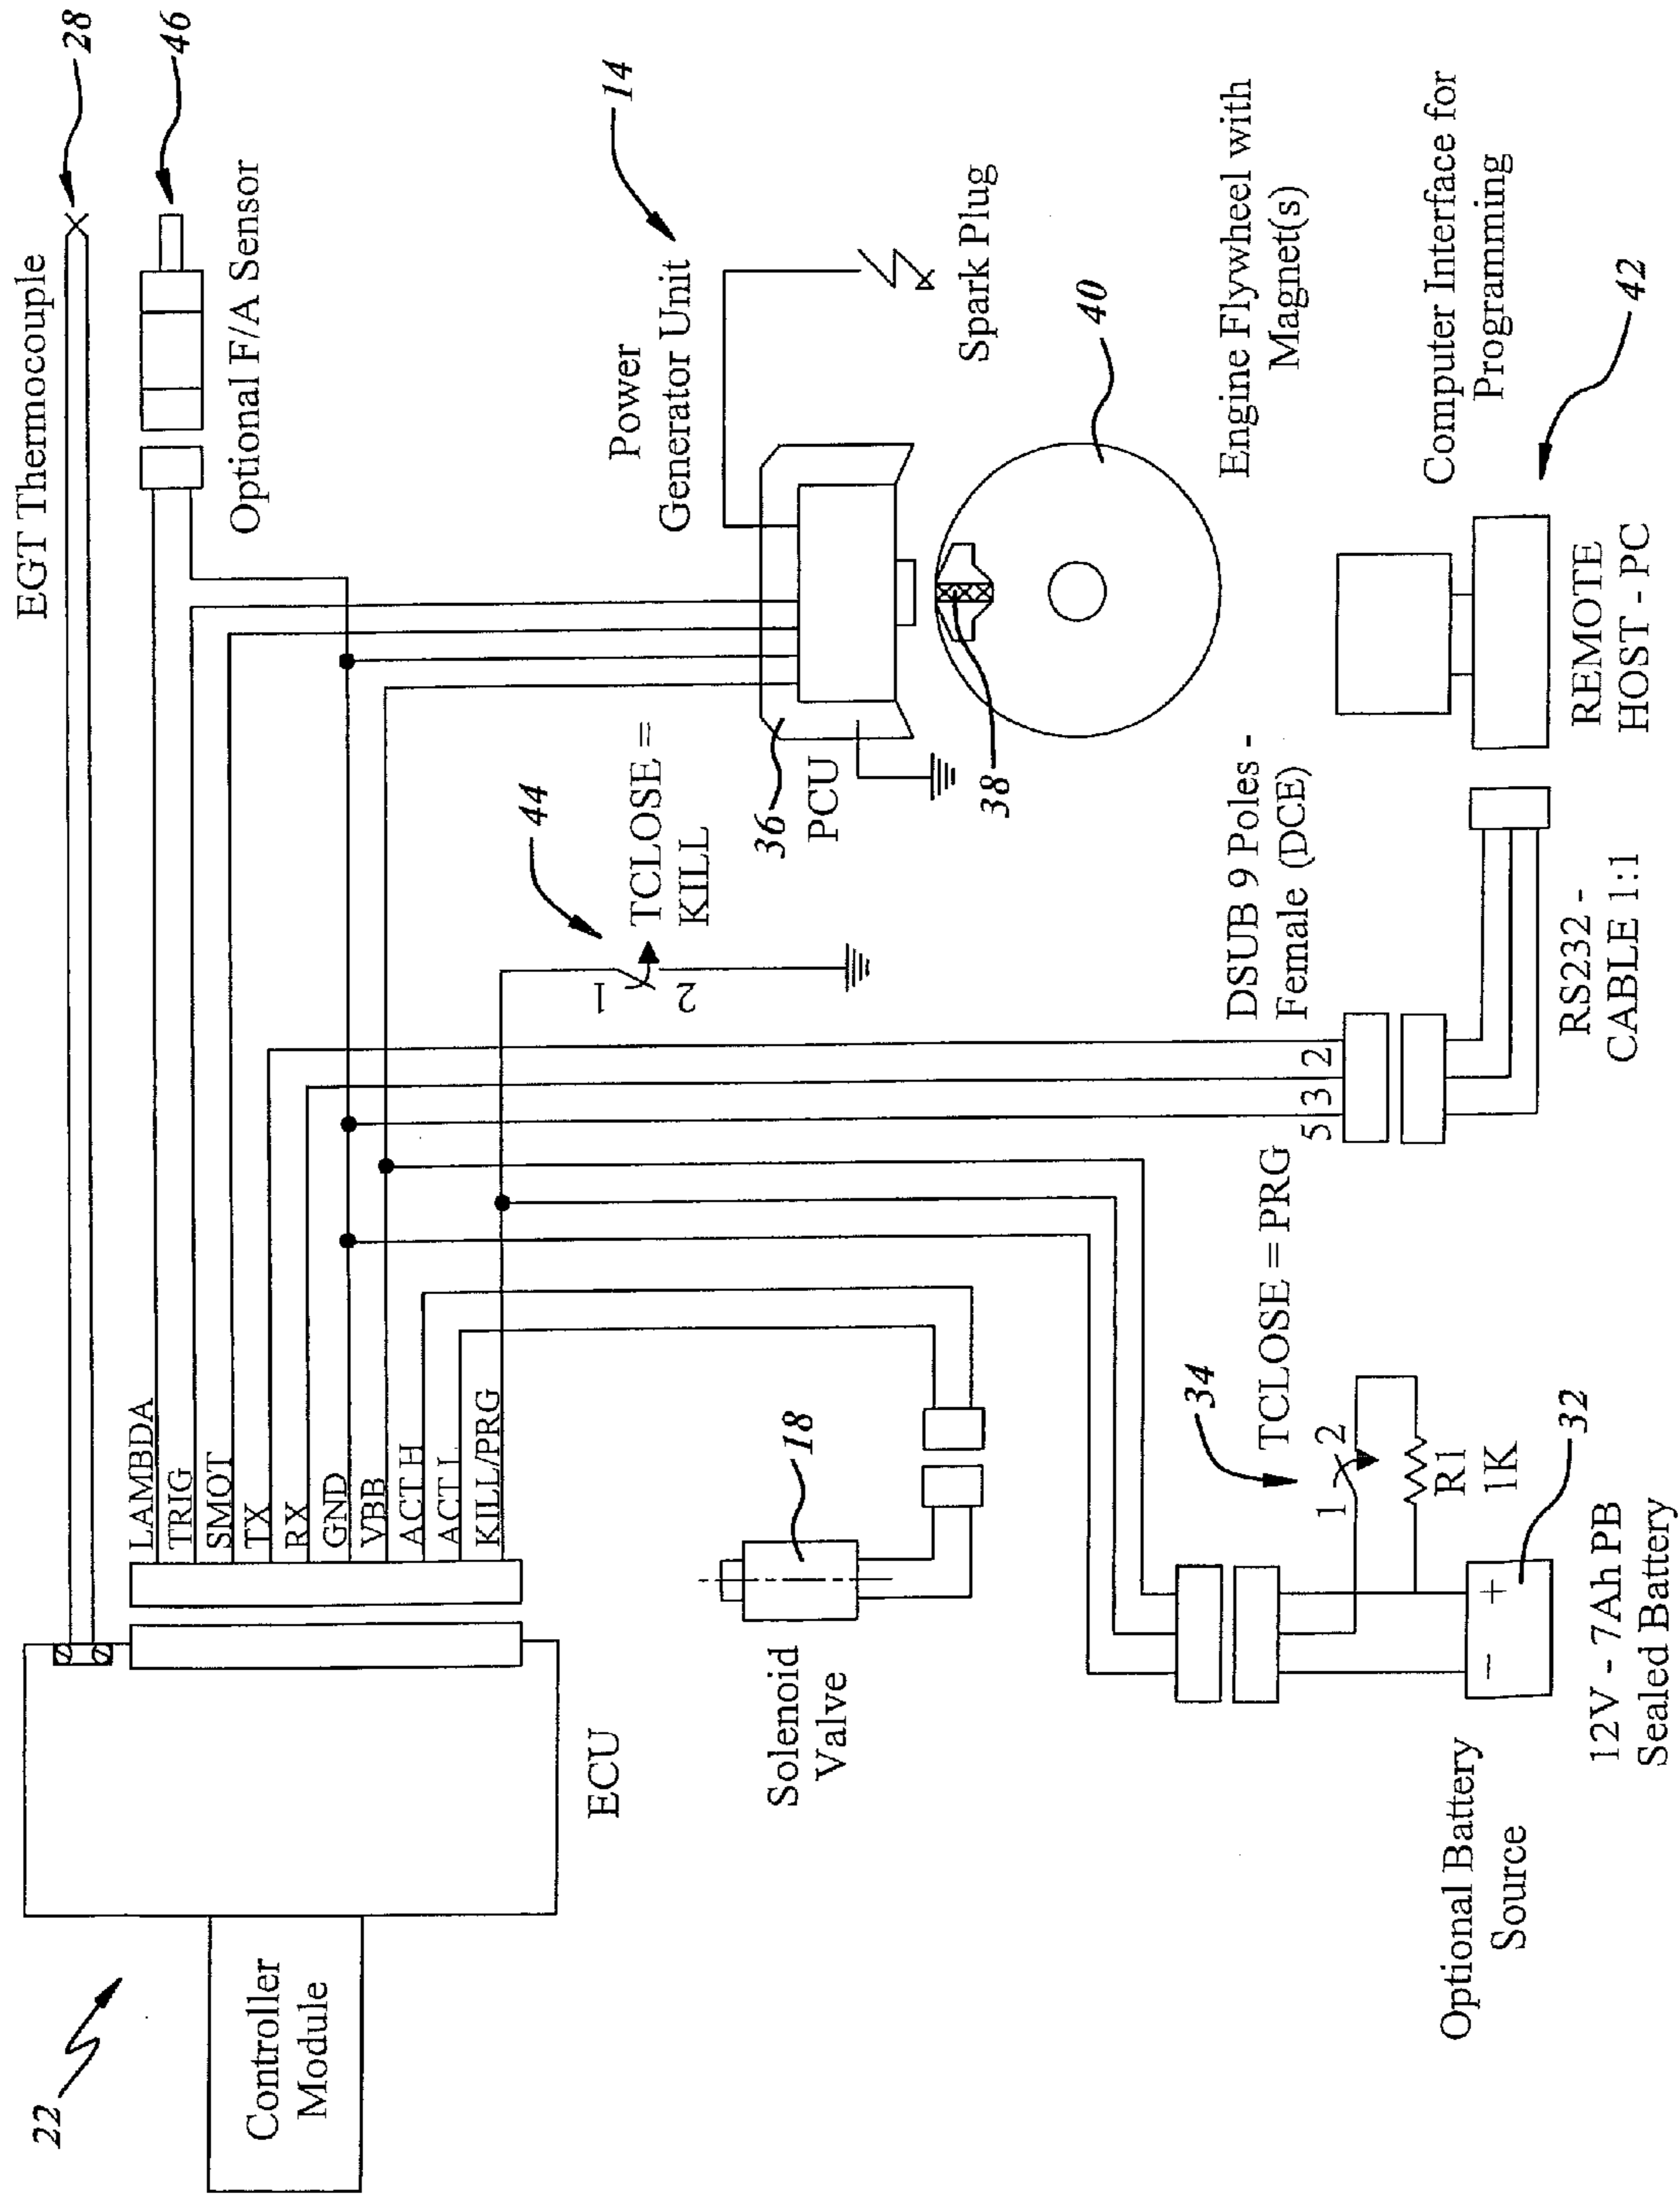 22
Controller
Module
ECU
EGT Thermocouple
28
46
Optional F/A Sensor
LAMBDA
TRIG
SMOT
TX
RX
GND
VBB
ACT H
ACT L
KILL/PRG
Solenoid
Valve
18
44
1
2
TCLOSE =
KILL
Power
Generator Unit
14
36
PCU
Spark Plug
38
40
Engine Flywheel with
Magnet(s)
DSUB 9 Poles -
Female (DCE)
5 3 2
RS232 -
CABLE 1:1
REMOTE
HOST - PC
Computer Interface for
Programming
42
34
TCLOSE = PRG
1 2
R1
1K
32
- +
Optional Battery
Source
12V - 7Ah PB
Sealed Battery